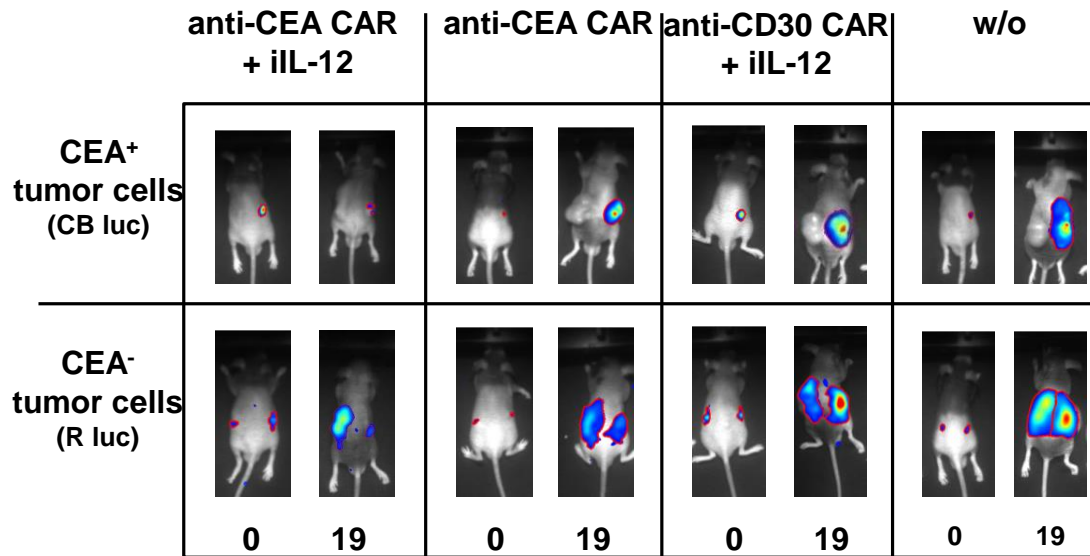 anti-CEA CAR
+ iIL-12
anti-CEA CAR
anti-CD30 CAR
+ iIL-12
w/o
CEA+
tumor cells
(CB luc)
CEA-
tumor cells
(R luc)
0 19 0 19 0 19 0 19